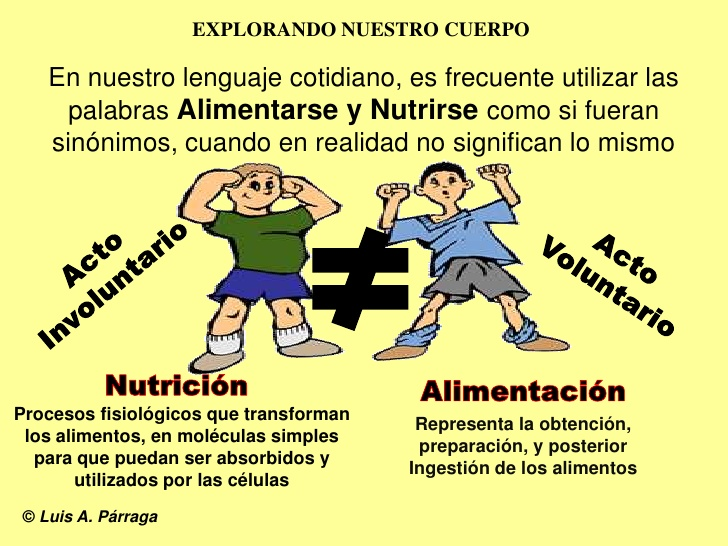 EXPLORANDO NUESTRO CUERPO
En nuestro lenguaje cotidiano, es frecuente utilizar las
palabras Alimentarse y Nutrirse como si fueran
sinónimos, cuando en realidad no significan lo mismo
Acto
Involuntario
≠
Acto
Voluntario
Nutrición
Procesos fisiológicos que transforman
los alimentos, en moléculas simples
para que puedan ser absorbidos y
utilizados por las células
Alimentación
Representa la obtención,
preparación, y posterior
Ingestión de los alimentos
© Luis A. Párraga